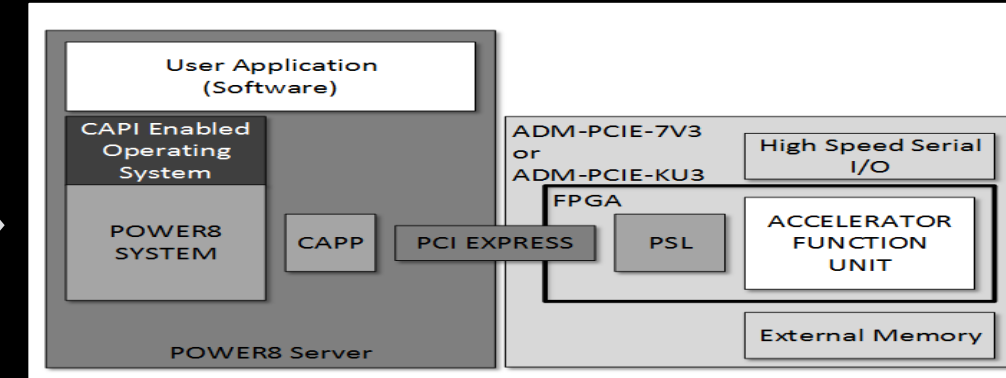 User Application
(Software)
CAPI Enabled
Operating
System
POWER8
SYSTEM
CAPP
PCI EXPRESS
POWER8 Server
ADM-PCIE-7V3
or
ADM-PCIE-KU3
High Speed Serial
I/O
FPGA
PSL
ACCELERATOR
FUNCTION
UNIT
External Memory